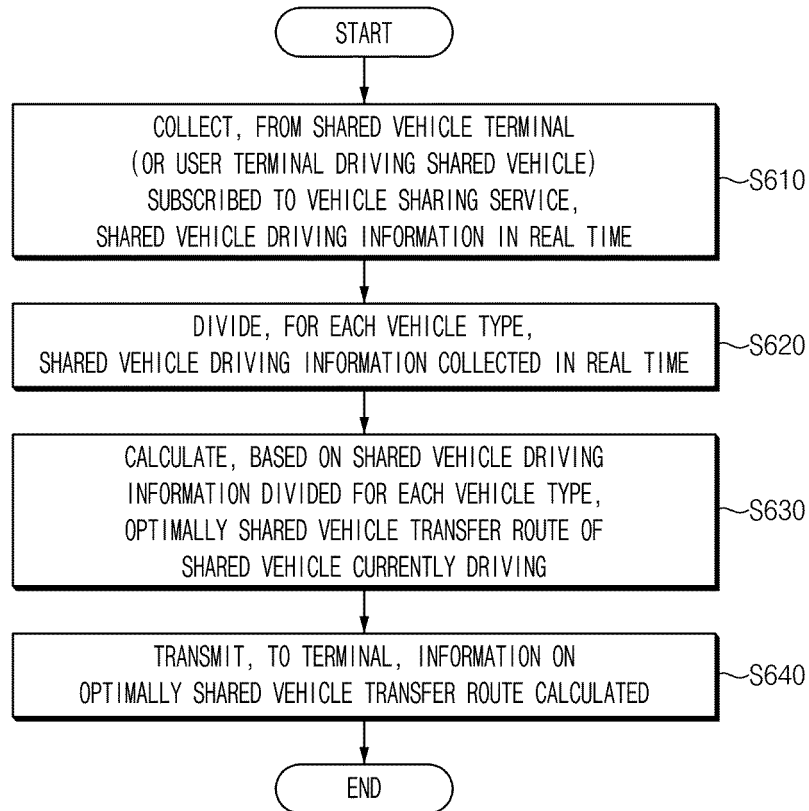 START
COLLECT, FROM SHARED VEHICLE TERMINAL
(OR USER TERMINAL DRIVING SHARED VEHICLE)
SUBSCRIBED TO VEHICLE SHARING SERVICE,
SHARED VEHICLE DRIVING INFORMATION IN REAL TIME
S610
DIVIDE, FOR EACH VEHICLE TYPE,
SHARED VEHICLE DRIVING INFORMATION COLLECTED IN REAL TIME
S620
CALCULATE, BASED ON SHARED VEHICLE DRIVING
INFORMATION DIVIDED FOR EACH VEHICLE TYPE,
OPTIMALLY SHARED VEHICLE TRANSFER ROUTE OF
SHARED VEHICLE CURRENTLY DRIVING
S630
TRANSMIT, TO TERMINAL, INFORMATION ON
OPTIMALLY SHARED VEHICLE TRANSFER ROUTE CALCULATED
S640
END